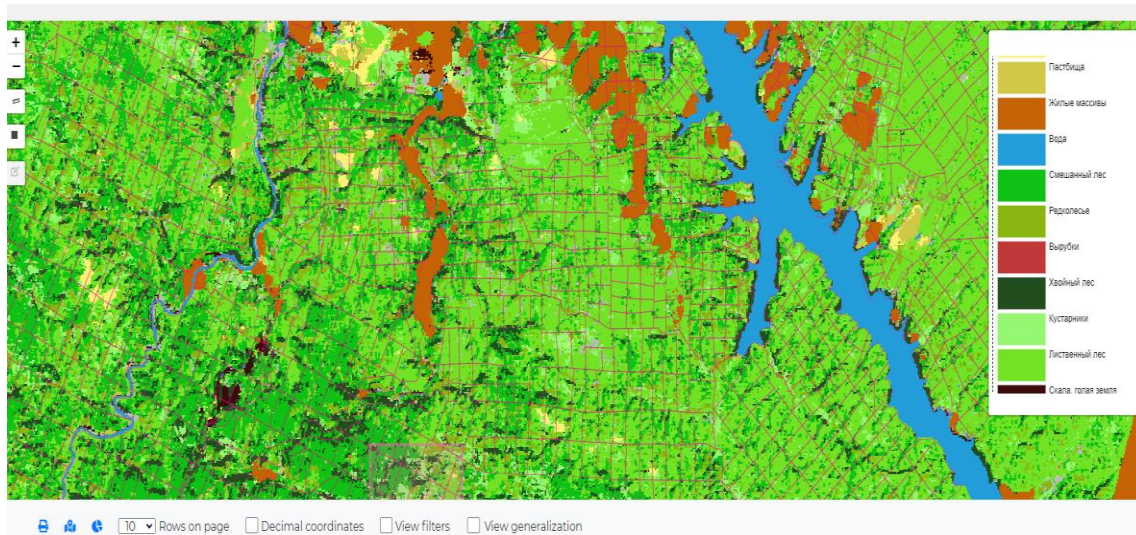 +
−
Пастбища
Жилые массивы
Вода
Смешанный лес
Редколесье
Вырубки
Хвойный лес
Кустарники
Лиственный лес
Скала, голая земля
10 Rows on page Decimal coordinates View filters View generalization